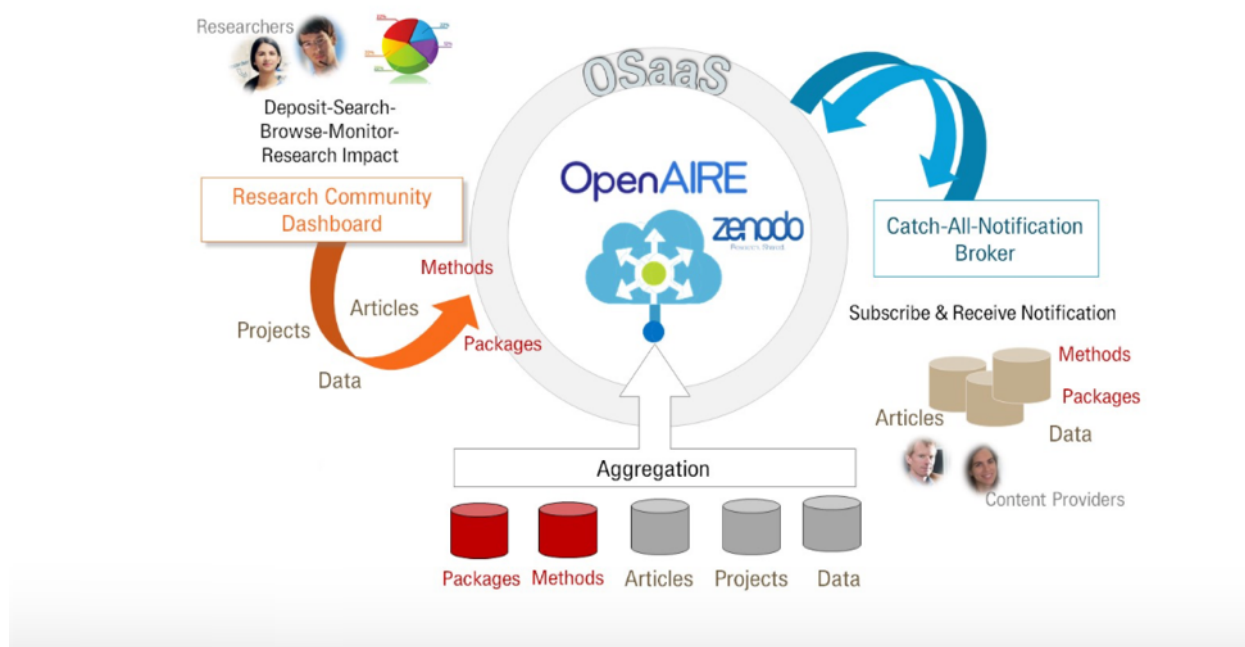 Researchers
Deposit-Search-
Browse-Monitor-
Research Impact
Research Community
Dashboard
Methods
Articles
Projects
Packages
Data
OSaaS
OpenAIRE
zenodo
Catch-All-Notification
Broker
Subscribe & Receive Notification
Methods
Packages
Articles
Data
Content Providers
Aggregation
Packages Methods Articles Projects Data